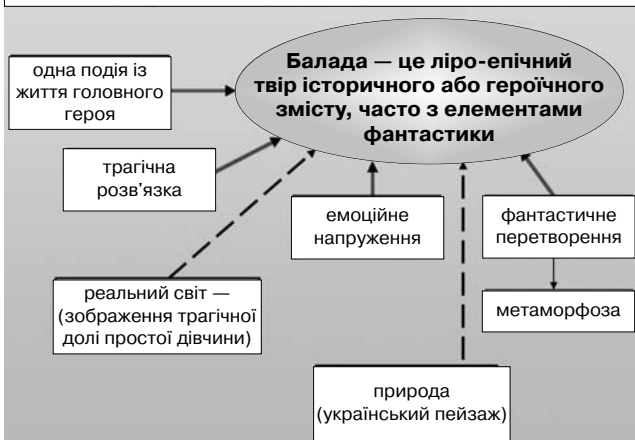 Балада — це ліро-епічний
твір історичного або героїчного
змісту, часто з елементами
фантастики
одна подія із
життя головного
героя
трагічна
розв'язка
емоційне
напруження
фантастичне
перетворення
реальний світ —
(зображення трагічної
долі простої дівчини)
метаморфоза
природа
(український пейзаж)